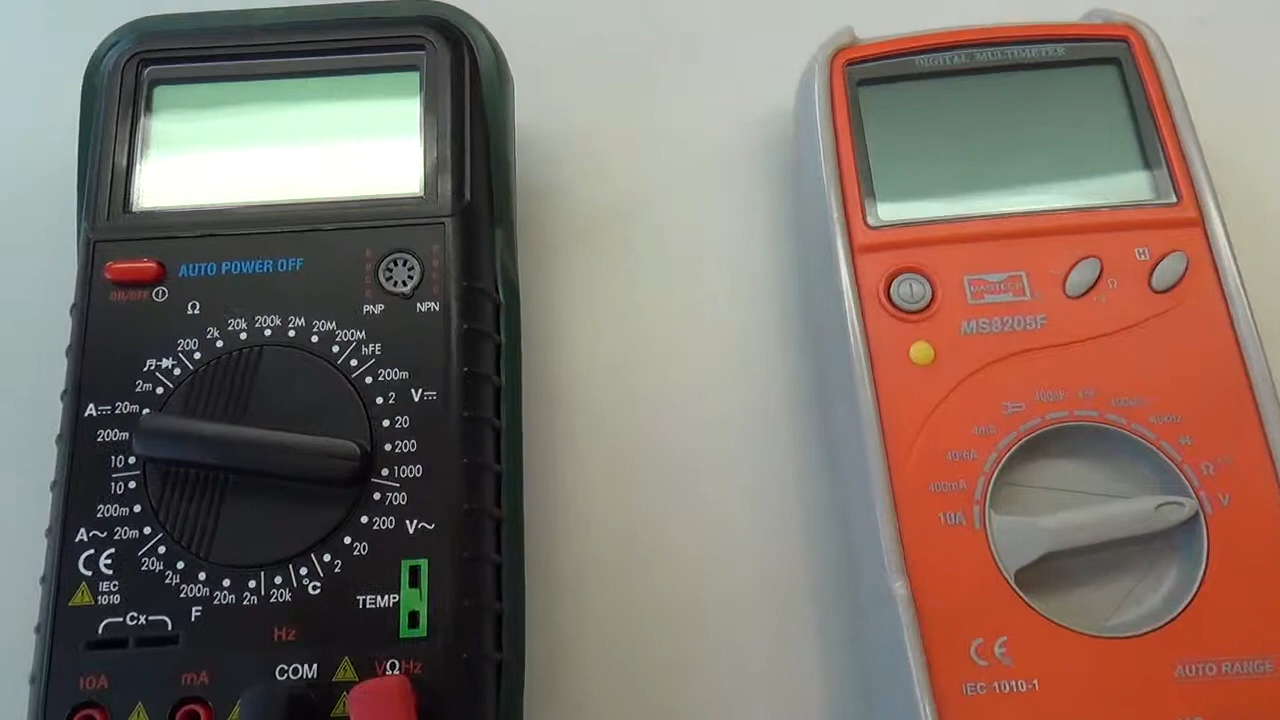 AUTO POWER OFF
ON/OFF
PNP
NPN
Ω
200
2k
20k
200k
2M
20M
200M
hFE
200m
2
20
200
1000
V
700
200
20
2
V~
°C
20k
Hz
2n
20n
200n
2µ
20µ
F
20m
200m
10
A~
10
200m
20m
2m
A
CE
IEC
1010
Cx
TEMP
10A
mA
COM
VΩHz
DIGITAL MULTIMETER
MASTECH
H
Ω
MS8205F
4mA
40mA
400mA
10A
Ω
V
CE
IEC 1010-1
AUTO RANGE